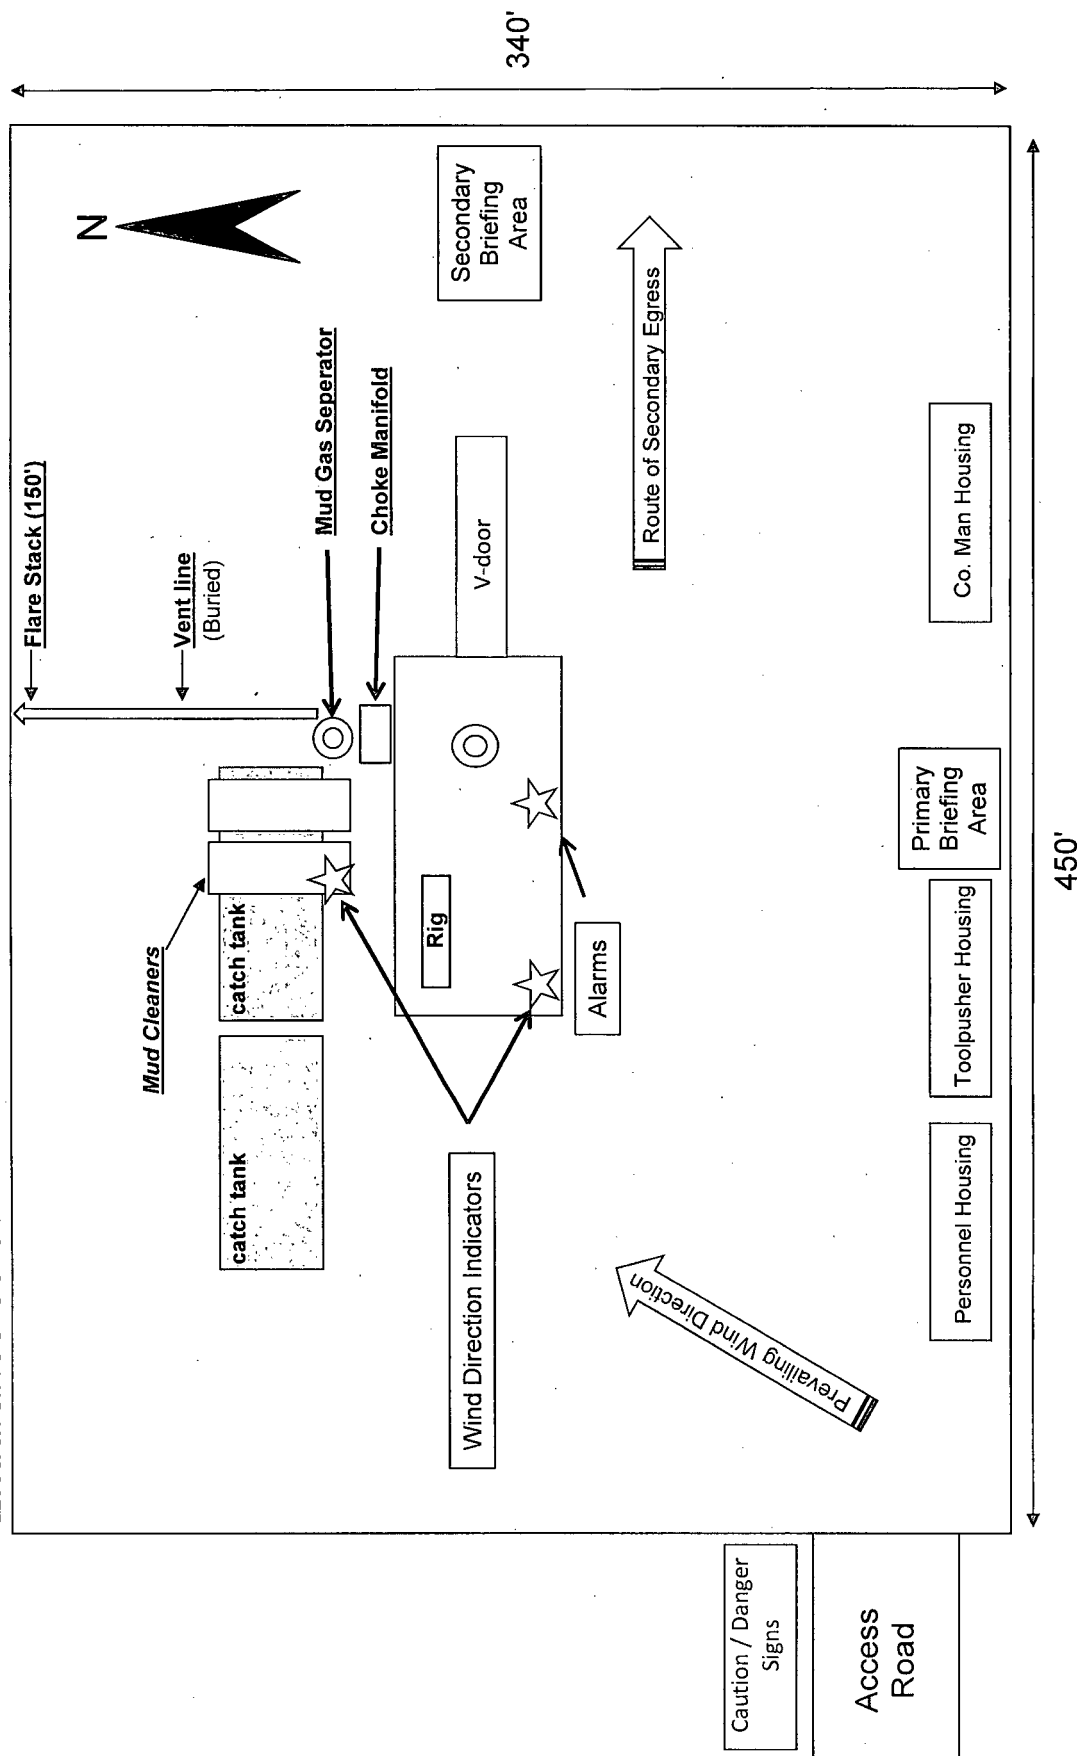 Flare Stack (150')
Vent line
(Buried)
N
340'
Mud Cleaners
Mud Gas Seperator
Choke Manifold
catch tank
catch tank
Secondary
Briefing
Area
Rig
V-door
Wind Direction Indicators
Alarms
Route of Secondary Egress
Prevailing Wind Direction
Caution / Danger
Signs
Access
Road
Primary
Briefing
Area
Personnel Housing
Toolpusher Housing
Co. Man Housing
450'